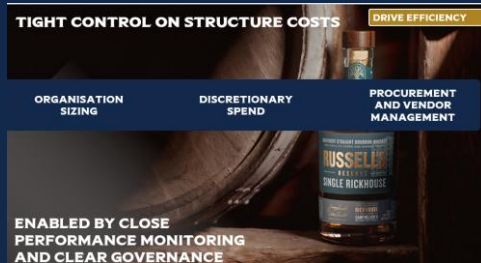 TIGHT CONTROL ON STRUCTURE COSTS
DRIVE EFFICIENCY
ORGANISATION
SIZING
DISCRETIONARY
SPEND
PROCUREMENT
AND VENDOR
MANAGEMENT
RUSSELL'S
RESERVE
SINGLE RICKHOUSE
ENABLED BY CLOSE
PERFORMANCE MONITORING
AND CLEAR GOVERNANCE